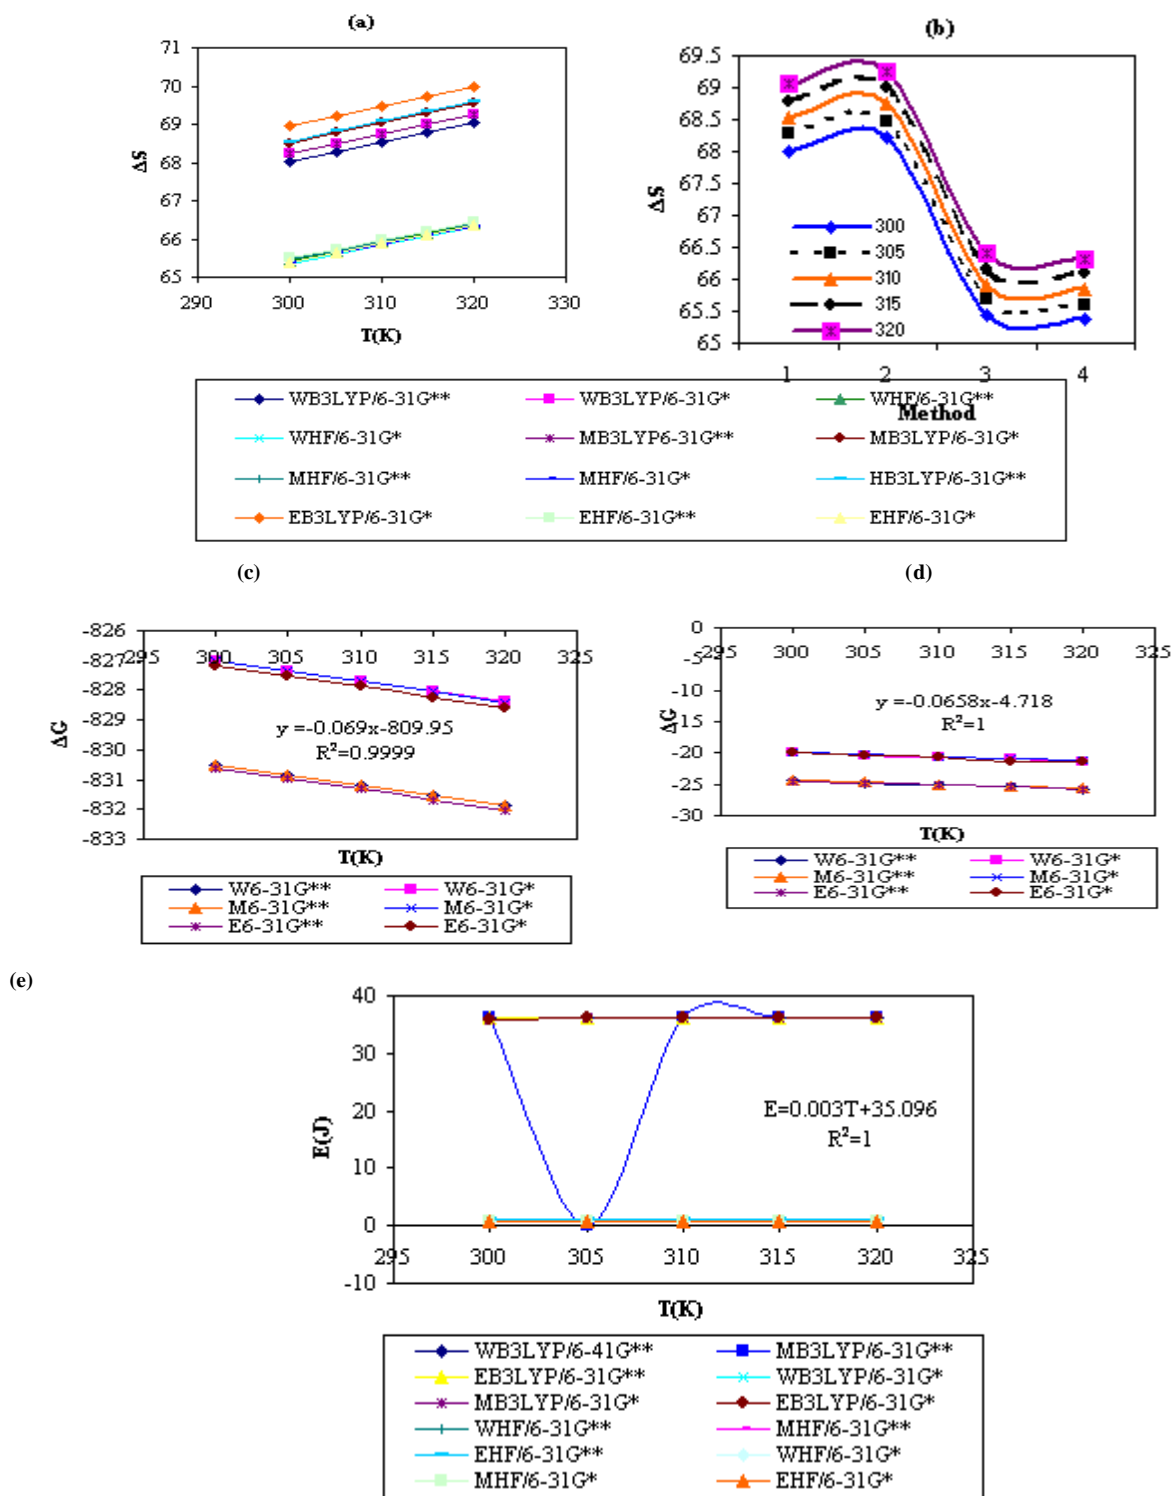 (a)
71
70
69
68
67
66
65
ΔS
290 300 310 320 330
T(K)
(b)
69.5
69
68.5
68
67.5
67
66.5
66
65.5
65
ΔS
300
305
310
315
320
1 2 3 4
Method
WB3LYP/6-31G** WB3LYP/6-31G* WHF/6-31G**
WHF/6-31G* MB3LYP6-31G** MB3LYP/6-31G*
MHF/6-31G** MHF/6-31G* HB3LYP/6-31G**
EB3LYP/6-31G* EHF/6-31G** EHF/6-31G*
(c)
-826
-827
-828
-829
-830
-831
-832
-833
ΔG
295 300 305 310 315 320 325
y =-0.069x-809.95
R²=0.9999
T(K)
W6-31G** W6-31G*
M6-31G** M6-31G*
E6-31G** E6-31G*
(d)
0
-5
-10
-15
-20
-25
-30
ΔG
295 300 305 310 315 320 325
y =-0.0658x-4.718
R²=1
T(K)
W6-31G** W6-31G*
M6-31G** M6-31G*
E6-31G** E6-31G*
(e)
40
30
20
10
0
-10
E(J)
295 300 305 310 315 320 325
E=0.003T+35.096
R²=1
T(K)
WB3LYP/6-41G** MB3LYP/6-31G**
EB3LYP/6-31G** WB3LYP/6-31G*
MB3LYP/6-31G* EB3LYP/6-31G*
WHF/6-31G** MHF/6-31G**
EHF/6-31G** WHF/6-31G*
MHF/6-31G* EHF/6-31G*